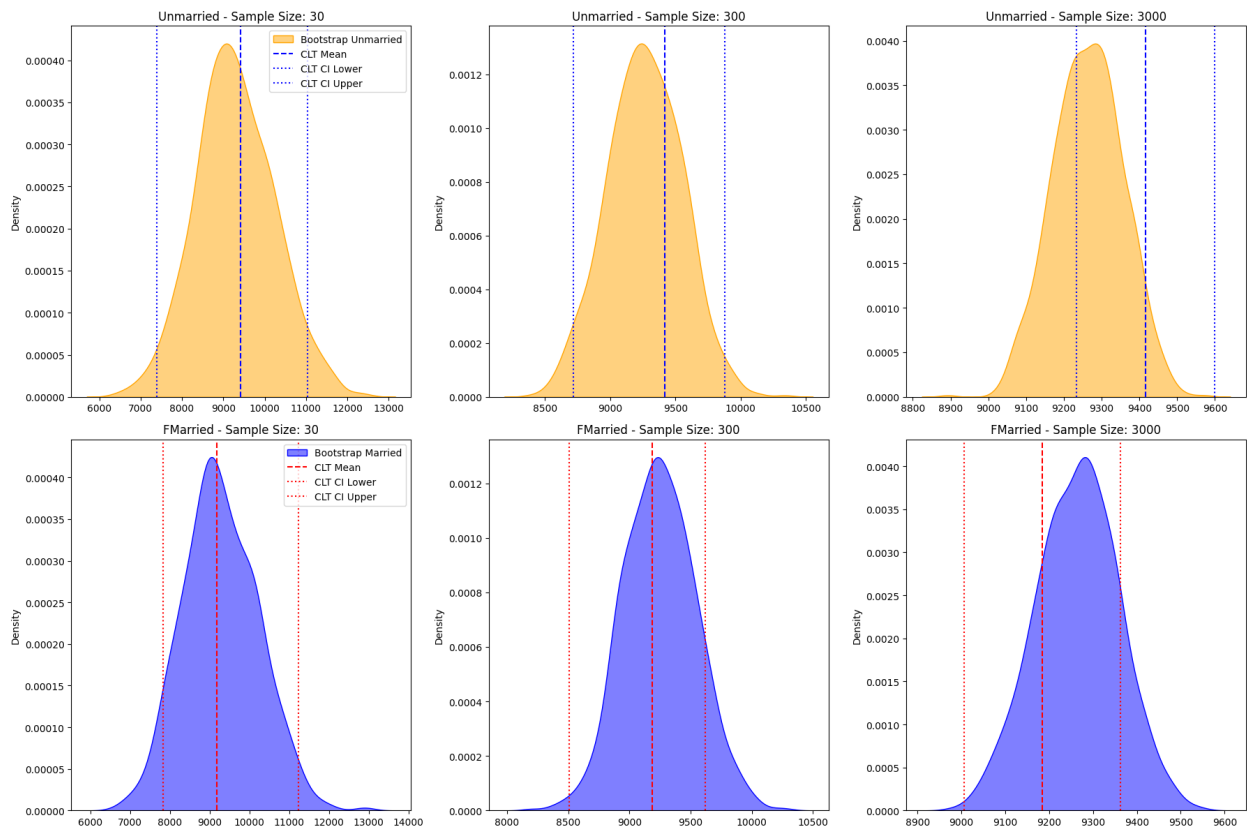 Unmarried - Sample Size: 30
Density
0.00040
0.00035
0.00030
0.00025
0.00020
0.00015
0.00010
0.00005
0.00000
Bootstrap Unmarried
CLT Mean
CLT CI Lower
CLT CI Upper
6000 7000 8000 9000 10000 11000 12000 13000
Unmarried - Sample Size: 300
Density
0.0012
0.0010
0.0008
0.0006
0.0004
0.0002
0.0000
8500 9000 9500 10000 10500
Unmarried - Sample Size: 3000
Density
0.0040
0.0035
0.0030
0.0025
0.0020
0.0015
0.0010
0.0005
0.0000
8800 8900 9000 9100 9200 9300 9400 9500 9600
FMarried - Sample Size: 30
Density
0.00040
0.00035
0.00030
0.00025
0.00020
0.00015
0.00010
0.00005
0.00000
Bootstrap Married
CLT Mean
CLT CI Lower
CLT CI Upper
6000 7000 8000 9000 10000 11000 12000 13000 14000
FMarried - Sample Size: 300
Density
0.0012
0.0010
0.0008
0.0006
0.0004
0.0002
0.0000
8000 8500 9000 9500 10000 10500
FMarried - Sample Size: 3000
Density
0.0040
0.0035
0.0030
0.0025
0.0020
0.0015
0.0010
0.0005
0.0000
8900 9000 9100 9200 9300 9400 9500 9600